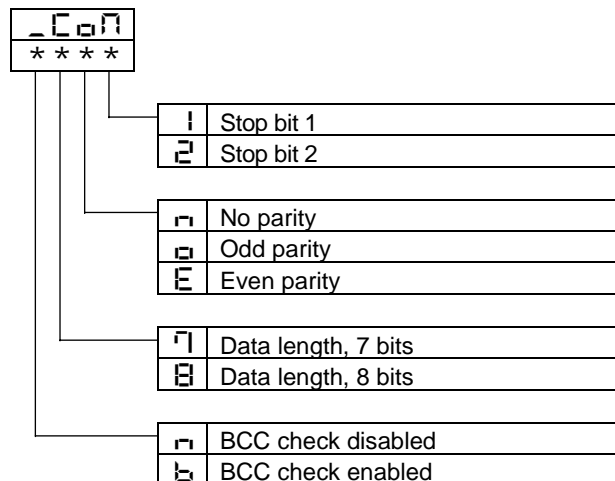 _CoM
* * * *
1 Stop bit 1
2 Stop bit 2
n No parity
o Odd parity
E Even parity
7 Data length, 7 bits
8 Data length, 8 bits
n BCC check disabled
b BCC check enabled